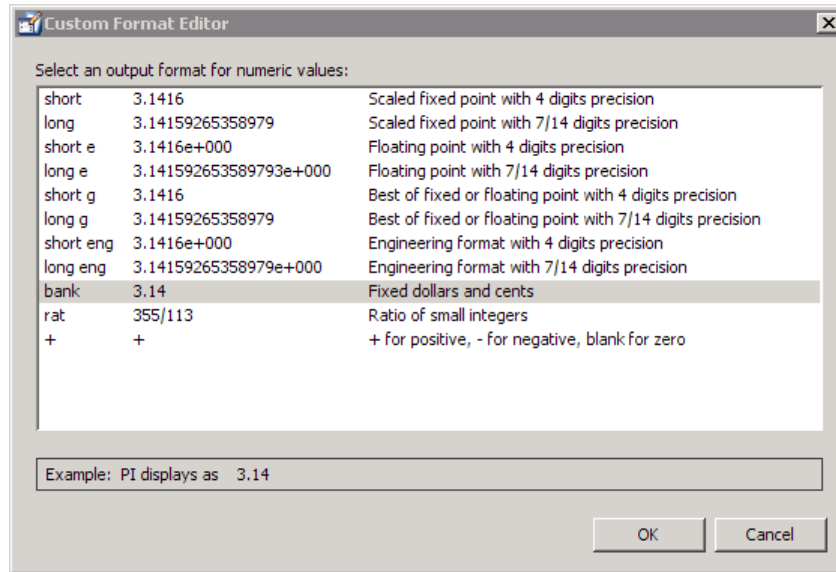 Custom Format Editor
Select an output format for numeric values:
short 3.1416 Scaled fixed point with 4 digits precision
long 3.14159265358979 Scaled fixed point with 7/14 digits precision
short e 3.1416e+000 Floating point with 4 digits precision
long e 3.141592653589793e+000 Floating point with 7/14 digits precision
short g 3.1416 Best of fixed or floating point with 4 digits precision
long g 3.14159265358979 Best of fixed or floating point with 7/14 digits precision
short eng 3.1416e+000 Engineering format with 4 digits precision
long eng 3.14159265358979e+000 Engineering format with 7/14 digits precision
bank 3.14 Fixed dollars and cents
rat 355/113 Ratio of small integers
+ + + for positive, - for negative, blank for zero
Example: PI displays as 3.14
OK Cancel